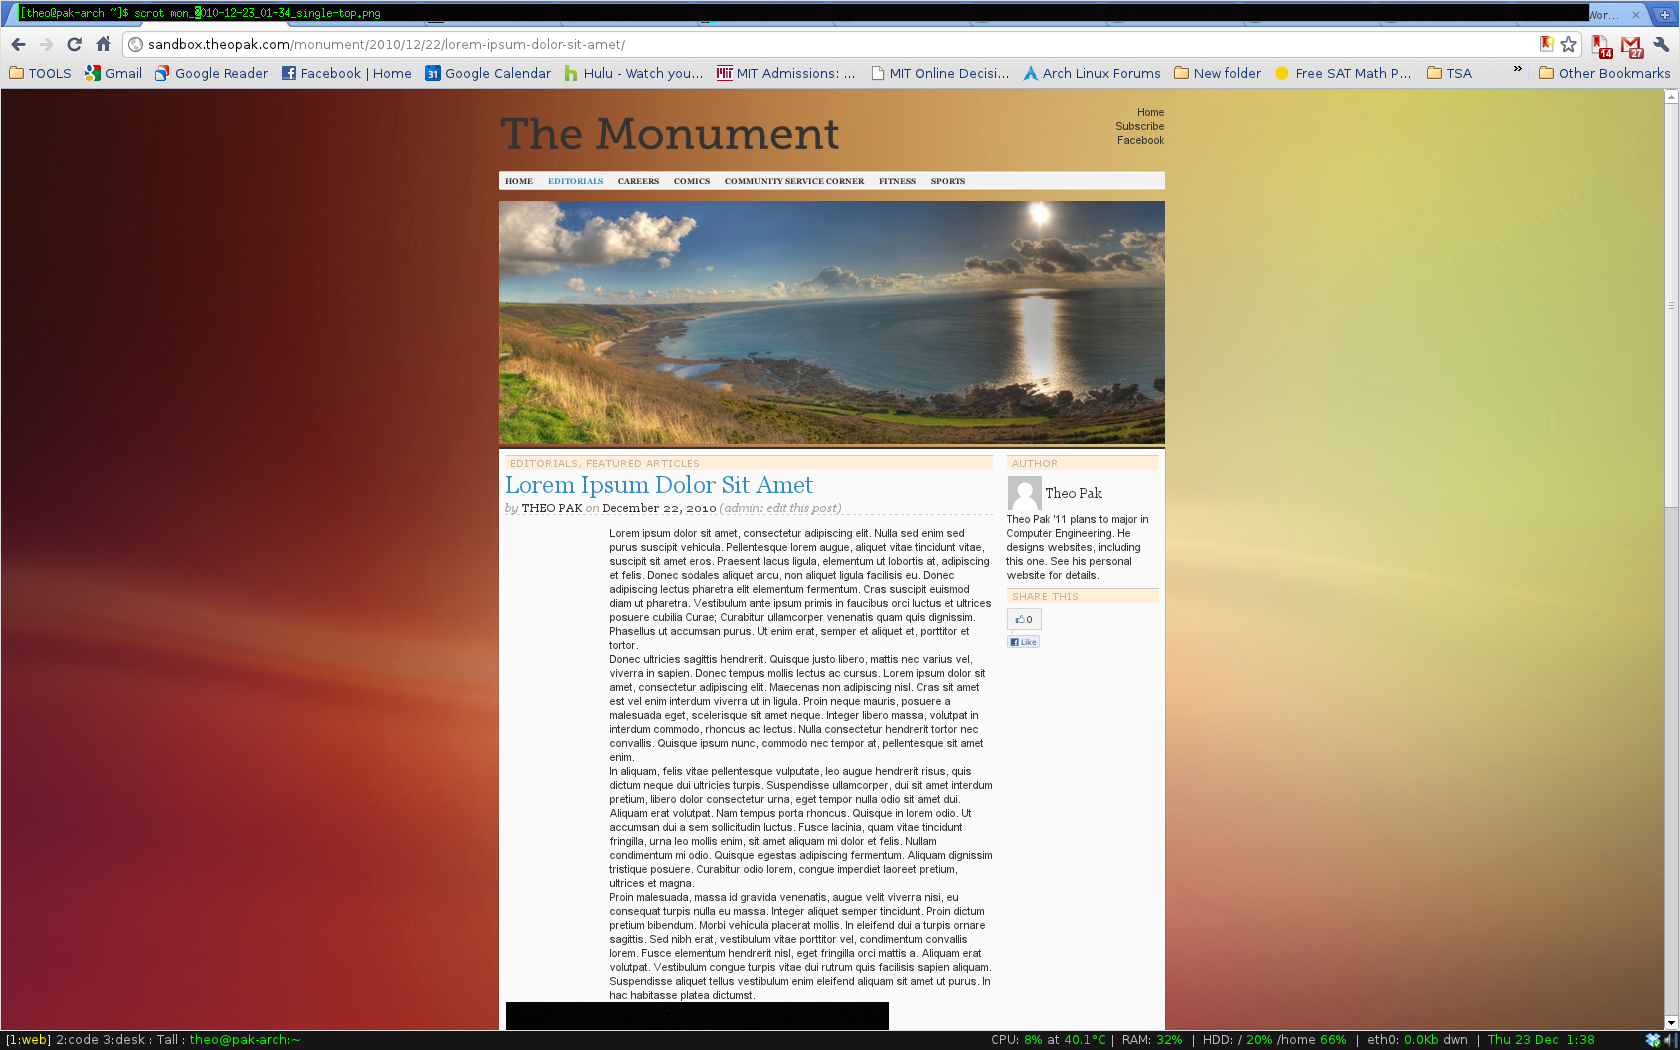 [theo@pak-arch ~]$ scrot mon_2010-12-23_01-34_single-top.png
Wor...
sandbox.theopak.com/monument/2010/12/22/lorem-ipsum-dolor-sit-amet/
14
27
TOOLS Gmail Google Reader Facebook | Home 31 Google Calendar h Hulu - Watch you... MIT Admissions: ... MIT Online Decisi... Arch Linux Forums New folder Free SAT Math P... TSA » Other Bookmarks
The Monument
Home
Subscribe
Facebook
HOME EDITORIALS CAREERS COMICS COMMUNITY SERVICE CORNER FITNESS SPORTS
EDITORIALS, FEATURED ARTICLES
Lorem Ipsum Dolor Sit Amet
by THEO PAK on December 22, 2010 (admin: edit this post)
Lorem ipsum dolor sit amet, consectetur adipiscing elit. Nulla sed enim sed
purus suscipit vehicula. Pellentesque lorem augue, aliquet vitae tincidunt vitae,
suscipit sit amet eros. Praesent lacus ligula, elementum ut lobortis at, adipiscing
et felis. Donec sodales aliquet arcu, non aliquet ligula facilisis eu. Donec
adipiscing lectus pharetra elit elementum fermentum. Cras suscipit euismod
diam ut pharetra. Vestibulum ante ipsum primis in faucibus orci luctus et ultrices
posuere cubilia Curae; Curabitur ullamcorper venenatis quam quis dignissim.
Phasellus ut accumsan purus. Ut enim erat, semper et aliquet et, porttitor et
tortor.
Donec ultricies sagittis hendrerit. Quisque justo libero, mattis nec varius vel,
viverra in sapien. Donec tempus mollis lectus ac cursus. Lorem ipsum dolor sit
amet, consectetur adipiscing elit. Maecenas non adipiscing nisl. Cras sit amet
est vel enim interdum viverra ut in ligula. Proin neque mauris, posuere a
malesuada eget, scelerisque sit amet neque. Integer libero massa, volutpat in
interdum commodo, rhoncus ac lectus. Nulla consectetur hendrerit tortor nec
convallis. Quisque ipsum nunc, commodo nec tempor at, pellentesque sit amet
enim.
In aliquam, felis vitae pellentesque vulputate, leo augue hendrerit risus, quis
dictum neque dui ultricies turpis. Suspendisse ullamcorper, dui sit amet interdum
pretium, libero dolor consectetur urna, eget tempor nulla odio sit amet dui.
Aliquam erat volutpat. Nam tempus porta rhoncus. Quisque in lorem odio. Ut
accumsan dui a sem sollicitudin luctus. Fusce lacinia, quam vitae tincidunt
fringilla, urna leo mollis enim, sit amet aliquam mi dolor et felis. Nullam
condimentum mi odio. Quisque egestas adipiscing fermentum. Aliquam dignissim
tristique posuere. Curabitur odio lorem, congue imperdiet laoreet pretium,
ultrices et magna.
Proin malesuada, massa id gravida venenatis, augue velit viverra nisi, eu
consequat turpis nulla eu massa. Integer aliquet semper tincidunt. Proin dictum
pretium bibendum. Morbi vehicula placerat mollis. In eleifend dui a turpis ornare
sagittis. Sed nibh erat, vestibulum vitae porttitor vel, condimentum convallis
lorem. Fusce elementum hendrerit nisl, eget fringilla orci mattis a. Aliquam erat
volutpat. Vestibulum congue turpis vitae dui rutrum quis facilisis sapien aliquam.
Suspendisse aliquet tellus vestibulum enim eleifend aliquam sit amet ut purus. In
hac habitasse platea dictumst.
AUTHOR
Theo Pak
Theo Pak '11 plans to major in
Computer Engineering. He
designs websites, including
this one. See his personal
website for details.
SHARE THIS
0
Like
[1:web] 2:code 3:desk : Tall : theo@pak-arch:~ CPU: 8% at 40.1°C | RAM: 32% | HDD: / 20% /home 66% | eth0: 0.0Kb dwn | Thu 23 Dec 1:38